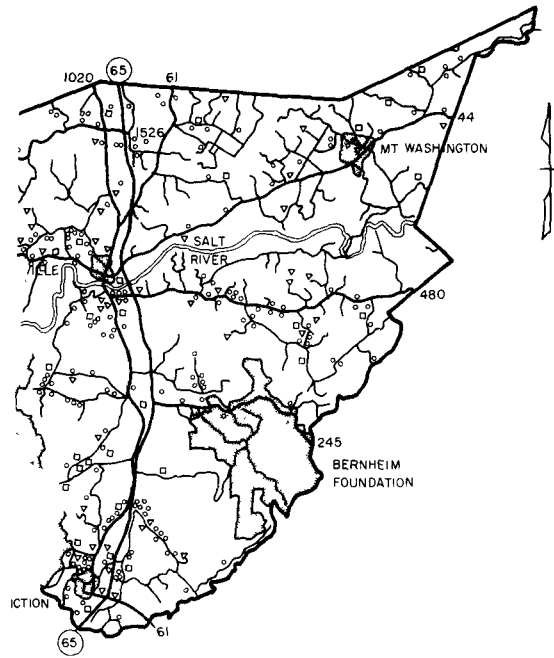 1020
65
61
1526
44
MT WASHINGTON
SALT
RIVER
ILLE
480
245
BERNHEIM
FOUNDATION
ICTION
61
65